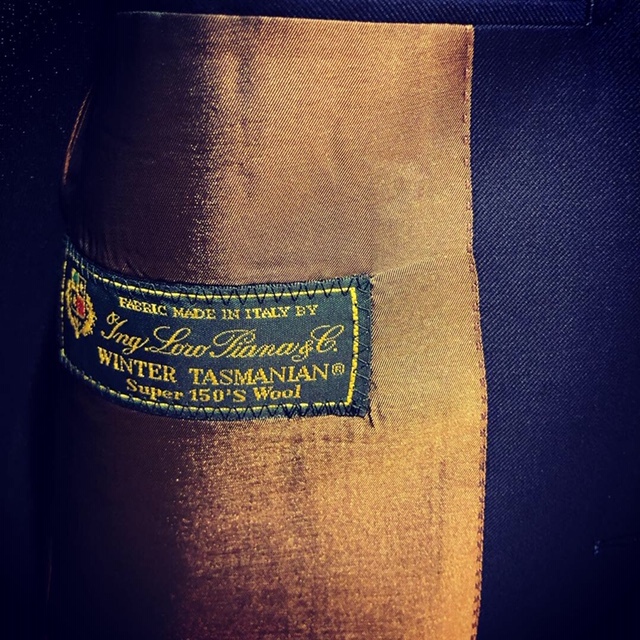 FABRIC MADE IN ITALY BY
Ing Loro Piana & C.
WINTER TASMANIAN®
Super 150'S Wool